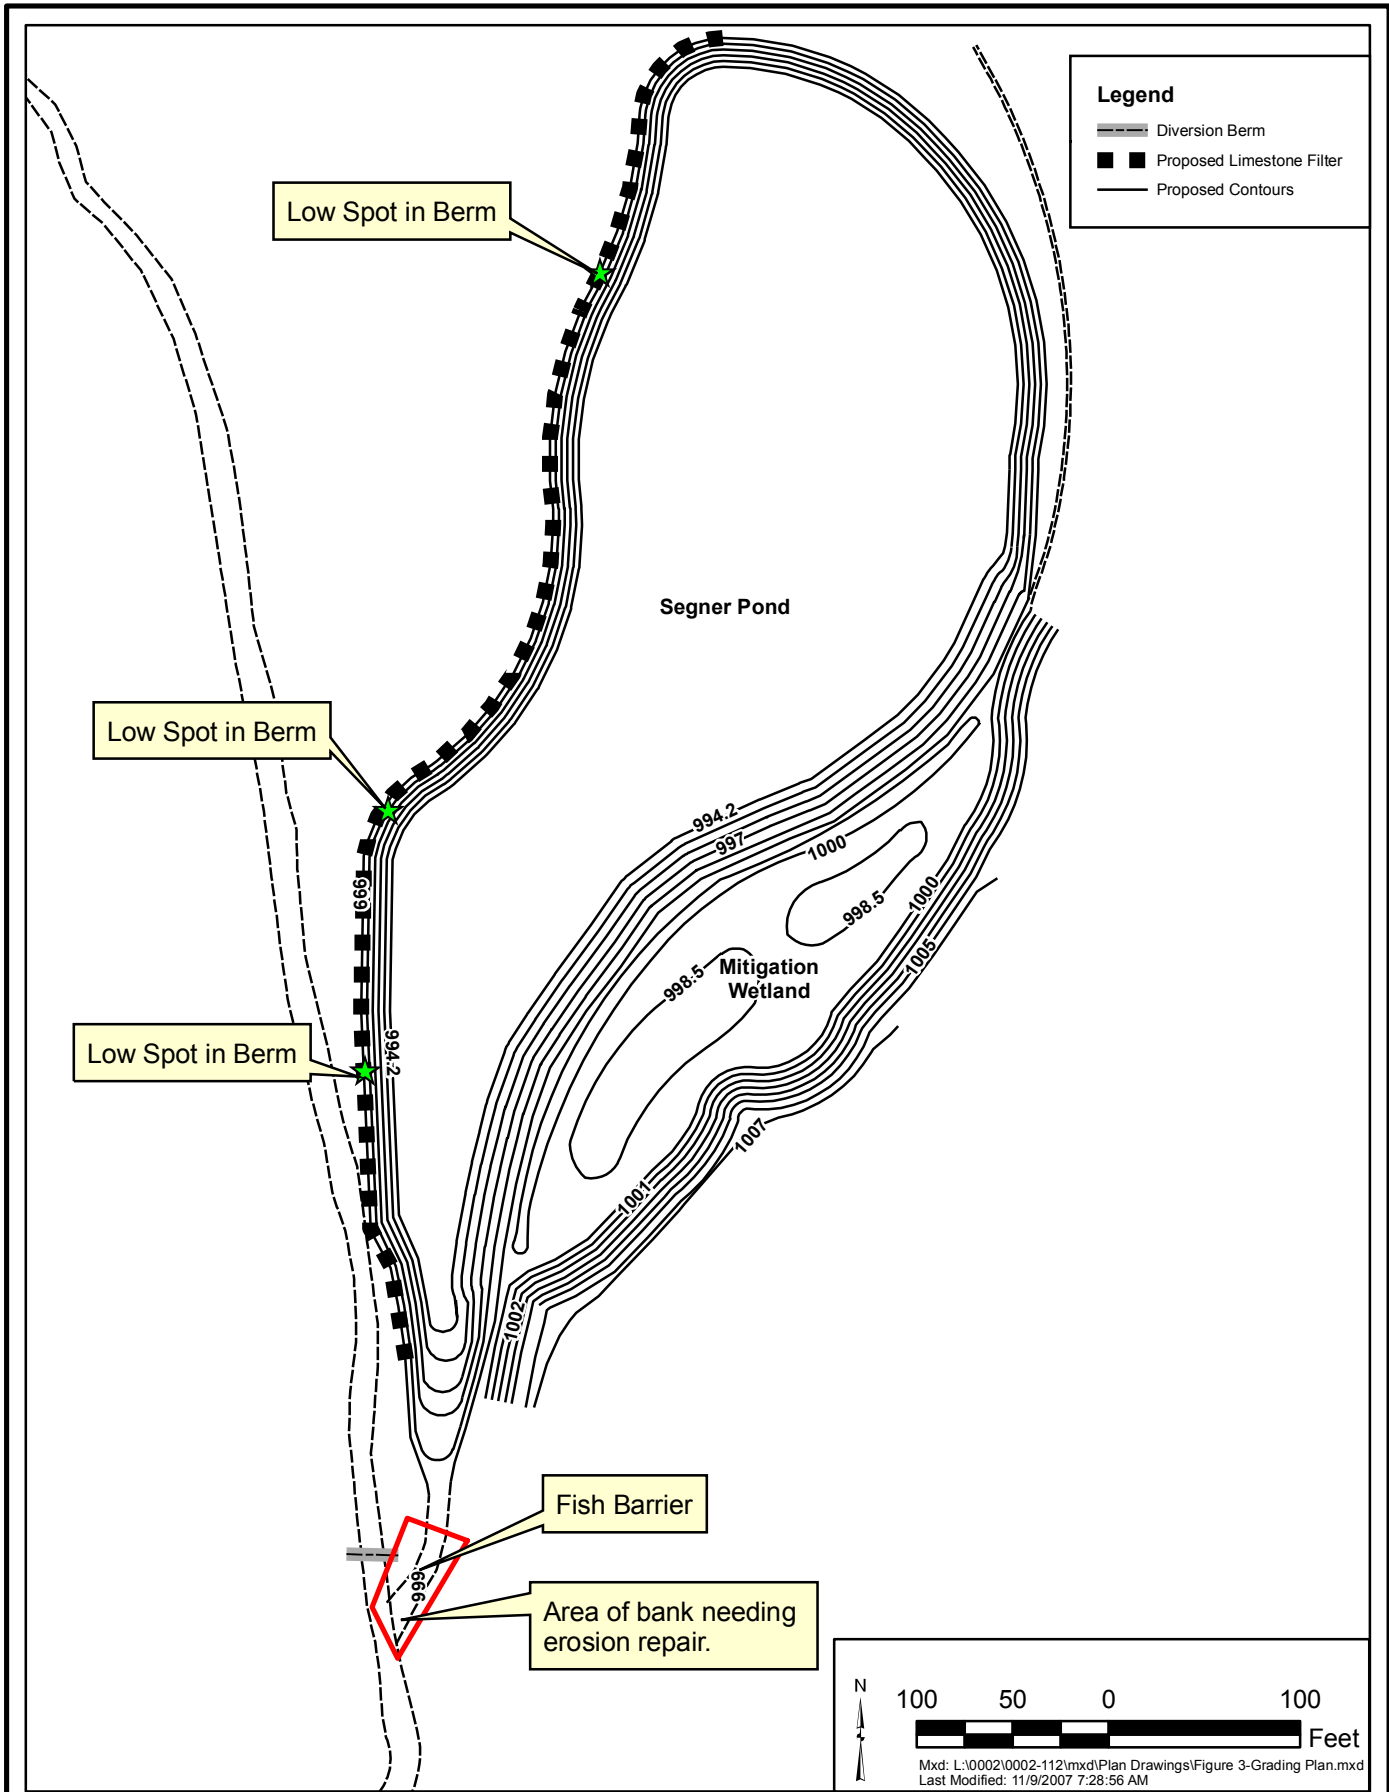 Legend
Diversion Berm
Proposed Limestone Filter
Proposed Contours
Low Spot in Berm
Segner Pond
Low Spot in Berm
994.2
997
1000
999
998.5
1000
1005
Mitigation
Wetland
998.5
Low Spot in Berm
994.2
1007
1001
1002
Fish Barrier
999
Area of bank needing
erosion repair.
N
100 50 0 100
Feet
Mxd: L:\0002\0002-112\mxd\Plan Drawings\Figure 3-Grading Plan.mxd
Last Modified: 11/9/2007 7:28:56 AM